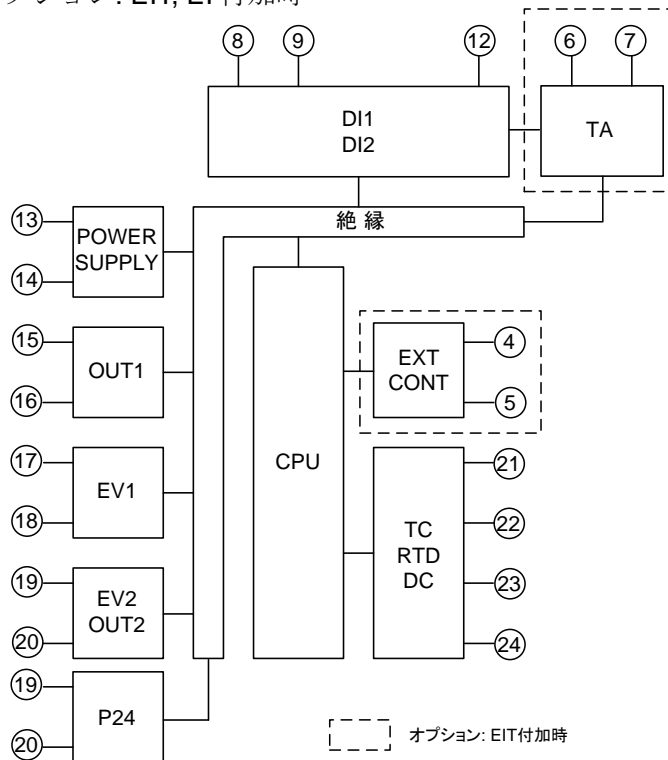 ⑧ ⑨ ⑫ ⑥ ⑦
DI1
DI2
TA
絶縁
⑬ POWER
⑭ SUPPLY
⑮ OUT1
⑯
⑰ EV1
⑱
⑲ EV2
⑳ OUT2
⑲ P24
⑳
CPU
EXT ④
CONT ⑤
TC ㉑
RTD ㉒
DC ㉓
㉔
オプション: EIT付加時